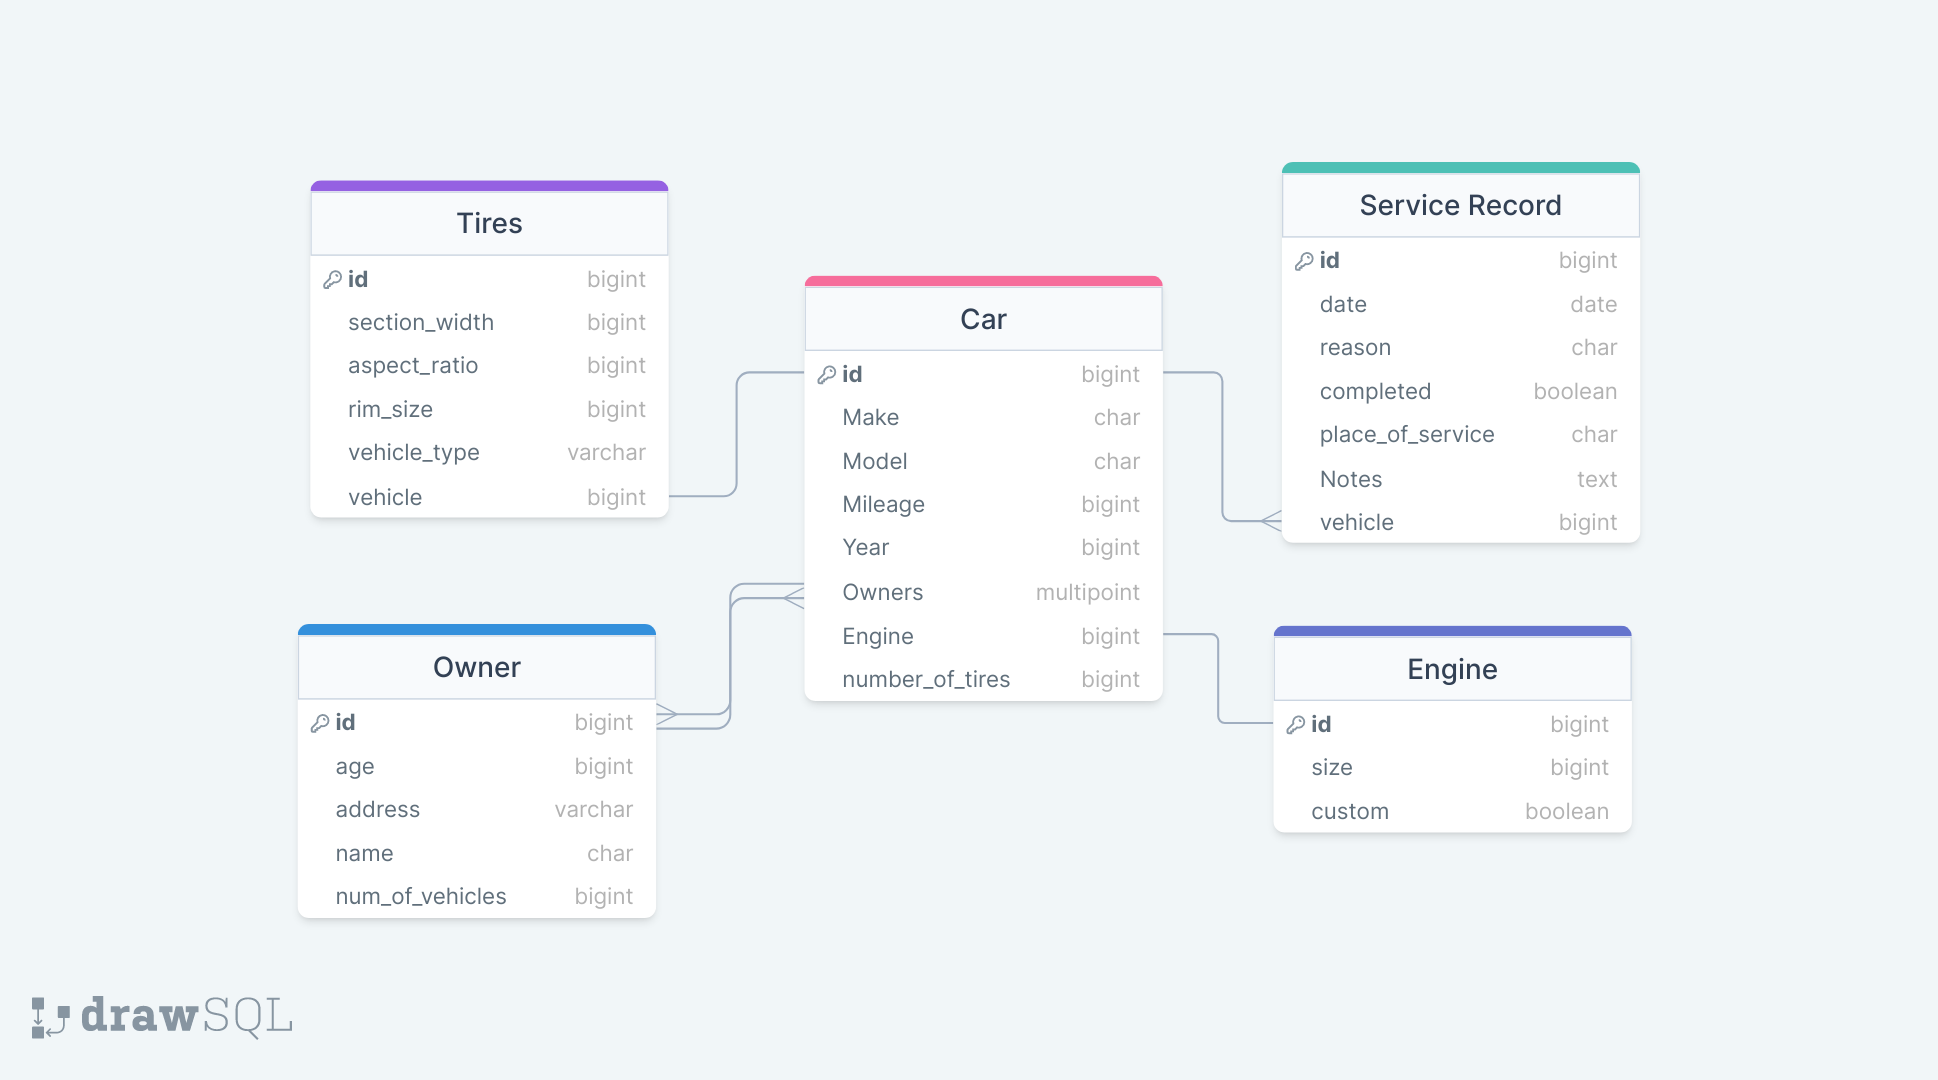 Tires
id bigint
section_width bigint
aspect_ratio bigint
rim_size bigint
vehicle_type varchar
vehicle bigint
Owner
id bigint
age bigint
address varchar
name char
num_of_vehicles bigint
Car
id bigint
Make char
Model char
Mileage bigint
Year bigint
Owners multipoint
Engine bigint
number_of_tires bigint
Service Record
id bigint
date date
reason char
completed boolean
place_of_service char
Notes text
vehicle bigint
Engine
id bigint
size bigint
custom boolean
drawSQL